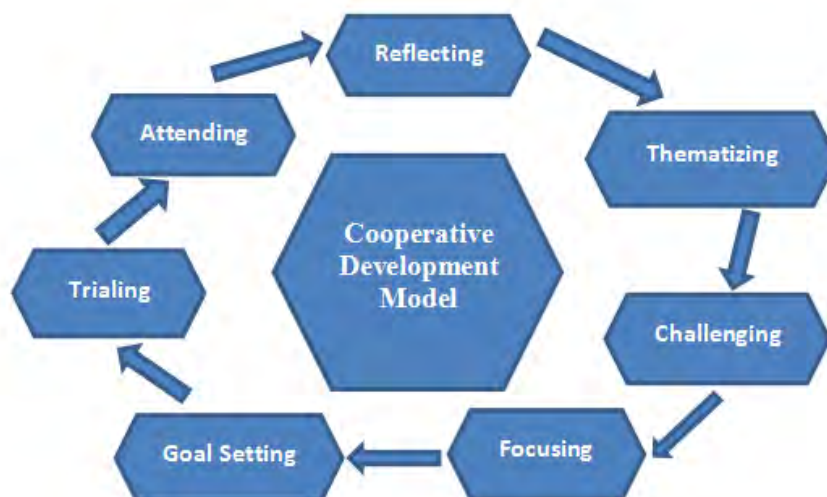 Reflecting
Attending
Thematizing
Cooperative
Development
Model
Trialing
Challenging
Goal Setting
Focusing